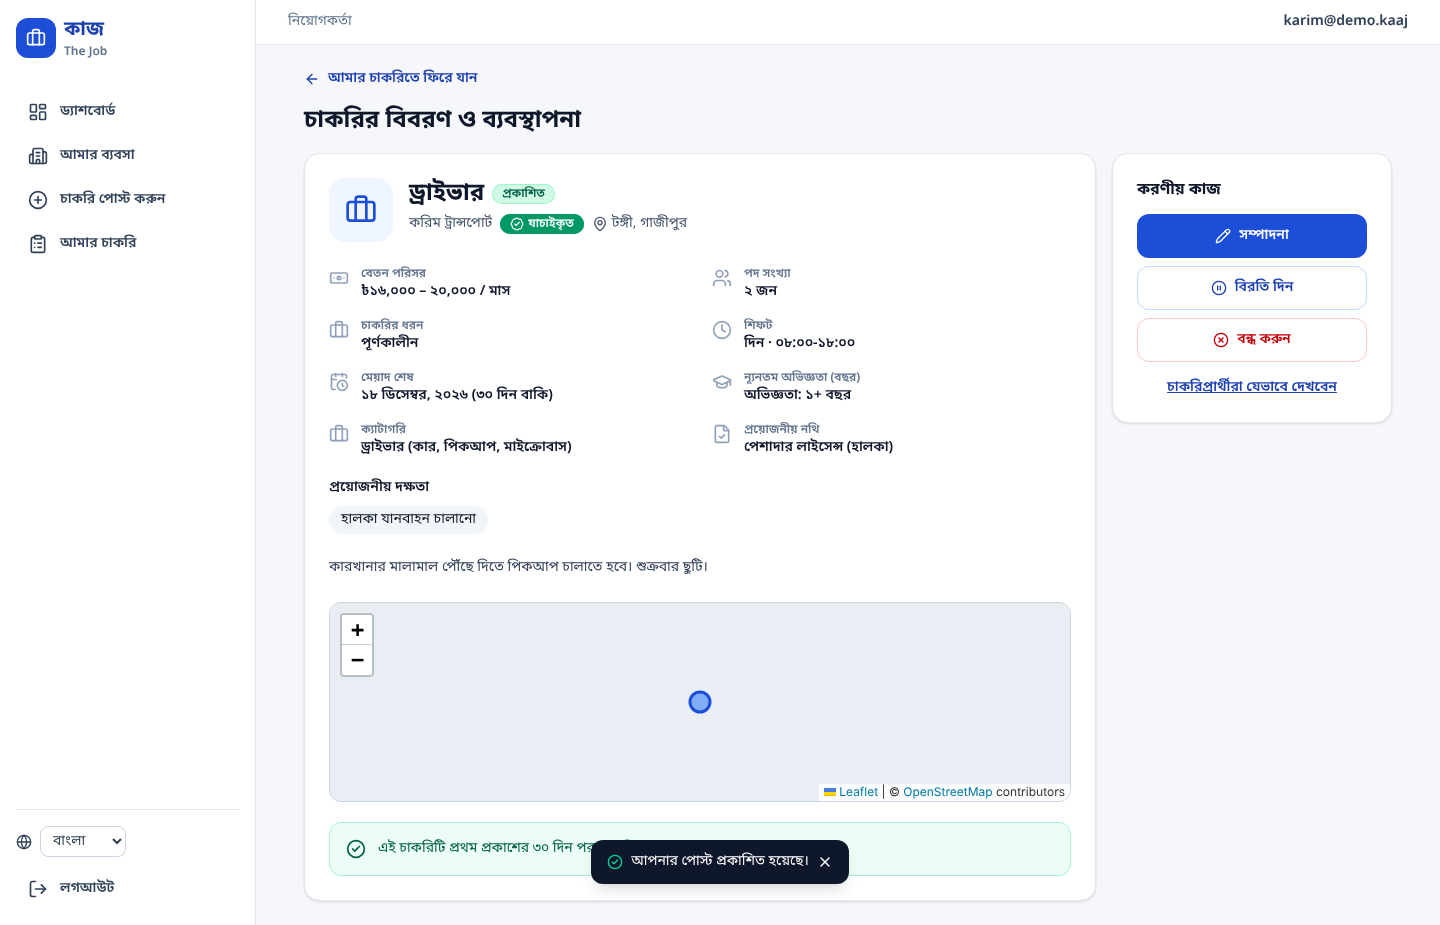 কাজ
The Job
ড্যাশবোর্ড
আমার ব্যবসা
চাকরি পোস্ট করুন
আমার চাকরি
বাংলা
লগআউট
নিয়োগকর্তা
karim@demo.kaaj
আমার চাকরিতে ফিরে যান
চাকরির বিবরণ ও ব্যবস্থাপনা
ড্রাইভার প্রকাশিত
করিম ট্রান্সপোর্ট যাচাইকৃত টঙ্গী, গাজীপুর
বেতন পরিসর
৳১৬,০০০ – ২০,০০০ / মাস
পদ সংখ্যা
২ জন
চাকরির ধরন
পূর্ণকালীন
শিফট
দিন · ০৮:০০-১৮:০০
মেয়াদ শেষ
১৮ ডিসেম্বর, ২০২৬ (৩০ দিন বাকি)
ন্যূনতম অভিজ্ঞতা (বছর)
অভিজ্ঞতা: ১+ বছর
ক্যাটাগরি
ড্রাইভার (কার, পিকআপ, মাইক্রোবাস)
প্রয়োজনীয় নথি
পেশাদার লাইসেন্স (হালকা)
প্রয়োজনীয় দক্ষতা
হালকা যানবাহন চালানো
কারখানার মালামাল পৌঁছে দিতে পিকআপ চালাতে হবে। শুক্রবার ছুটি।
+
−
Leaflet | © OpenStreetMap contributors
এই চাকরিটি প্রথম প্রকাশের ৩০ দিন
আপনার পোস্ট প্রকাশিত হয়েছে।
করণীয় কাজ
সম্পাদনা
বিরতি দিন
বন্ধ করুন
চাকরিপ্রার্থীরা যেভাবে দেখবেন